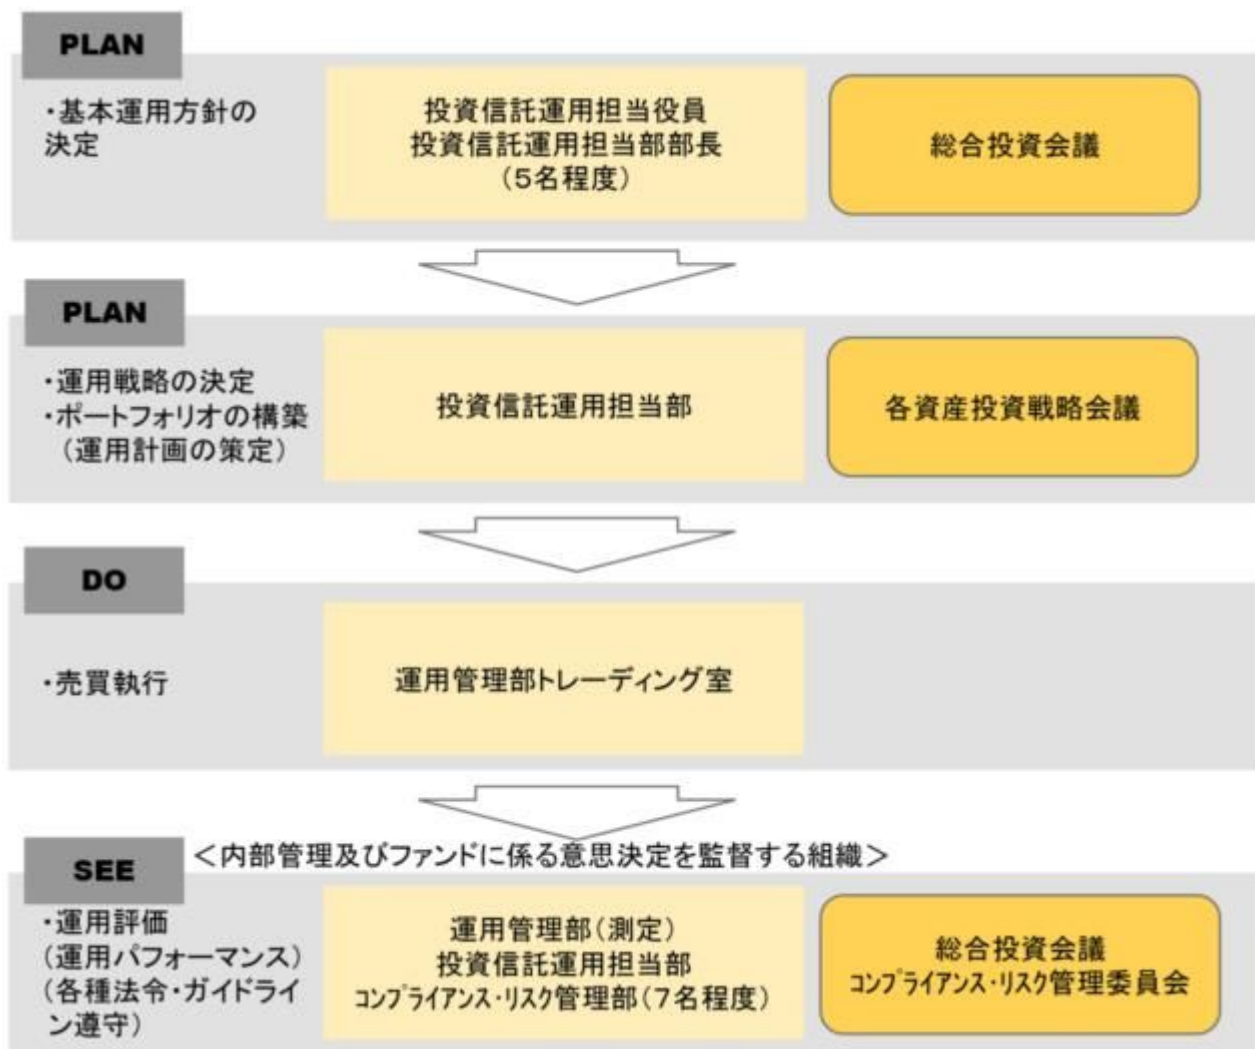 PLAN
・基本運用方針の
決定
投資信託運用担当役員
投資信託運用担当部部長
(5名程度)
総合投資会議
PLAN
・運用戦略の決定
・ポートフォリオの構築
(運用計画の策定)
投資信託運用担当部
各資産投資戦略会議
DO
・売買執行
運用管理部トレーディング室
SEE
＜内部管理及びファンドに係る意思決定を監督する組織＞
・運用評価
(運用パフォーマンス)
(各種法令・ガイドライ
ン遵守)
運用管理部(測定)
投資信託運用担当部
コンプライアンス・リスク管理部(7名程度)
総合投資会議
コンプライアンス・リスク管理委員会